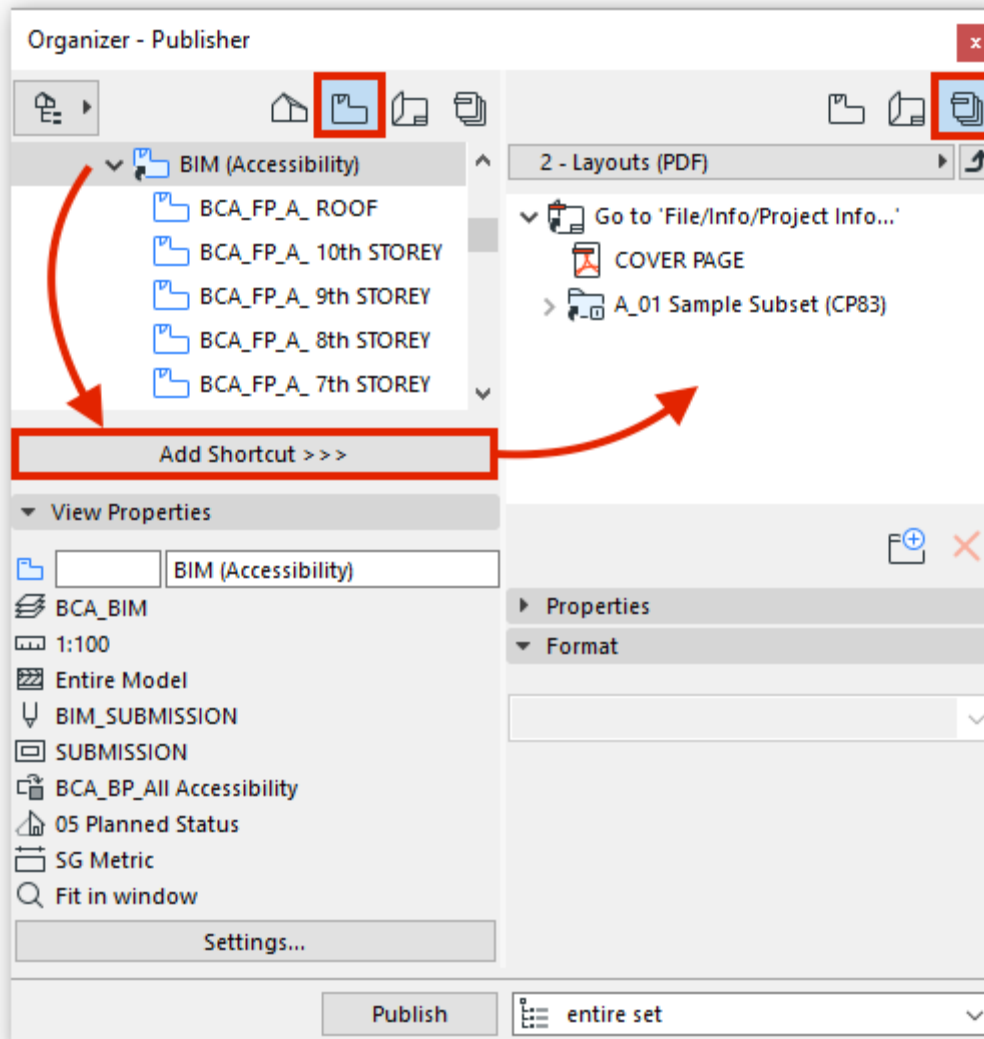 Organizer - Publisher
x
BIM (Accessibility)
BCA_FP_A_ ROOF
BCA_FP_A_ 10th STOREY
BCA_FP_A_ 9th STOREY
BCA_FP_A_ 8th STOREY
BCA_FP_A_ 7th STOREY
Add Shortcut >>>
View Properties
BIM (Accessibility)
BCA_BIM
1:100
Entire Model
BIM_SUBMISSION
SUBMISSION
BCA_BP_All Accessibility
05 Planned Status
SG Metric
Fit in window
Settings...
2 - Layouts (PDF)
Go to 'File/Info/Project Info...'
COVER PAGE
A_01 Sample Subset (CP83)
Properties
Format
Publish
entire set